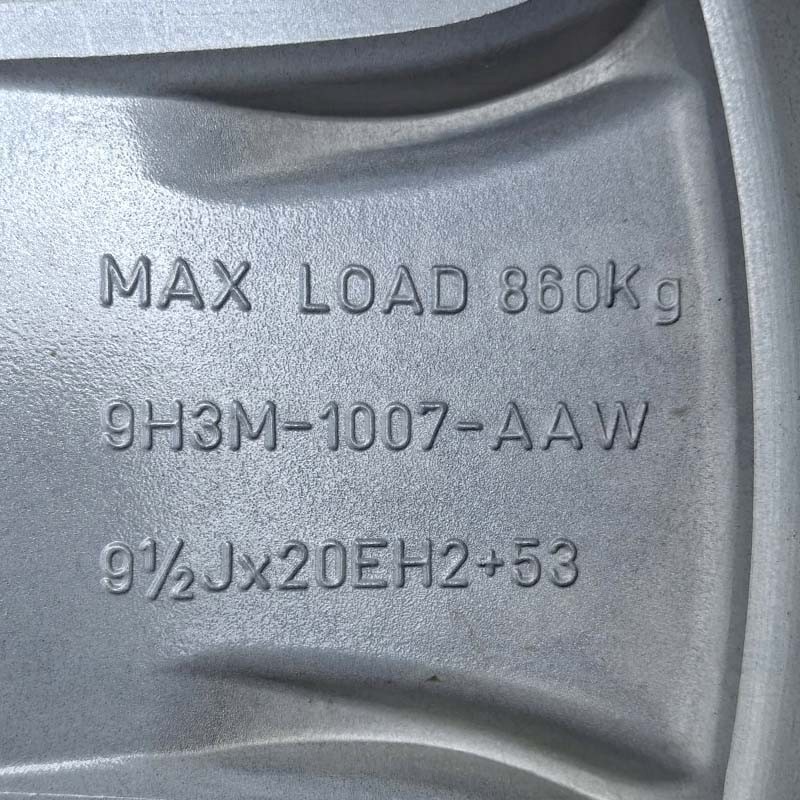 MAX LOAD 860Kg
9H3M-1007-AAW
9½Jx20EH2+53